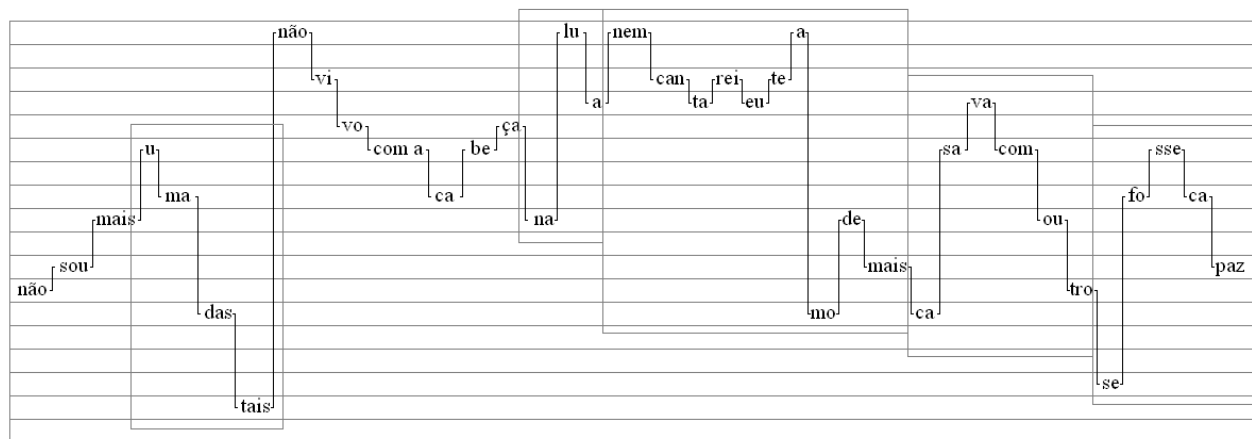 não sou mais u ma das tais não vi vo com a ca be ça na lu a nem can ta rei eu te a mo de mais ca sa va com ou tro se fo sse ca paz